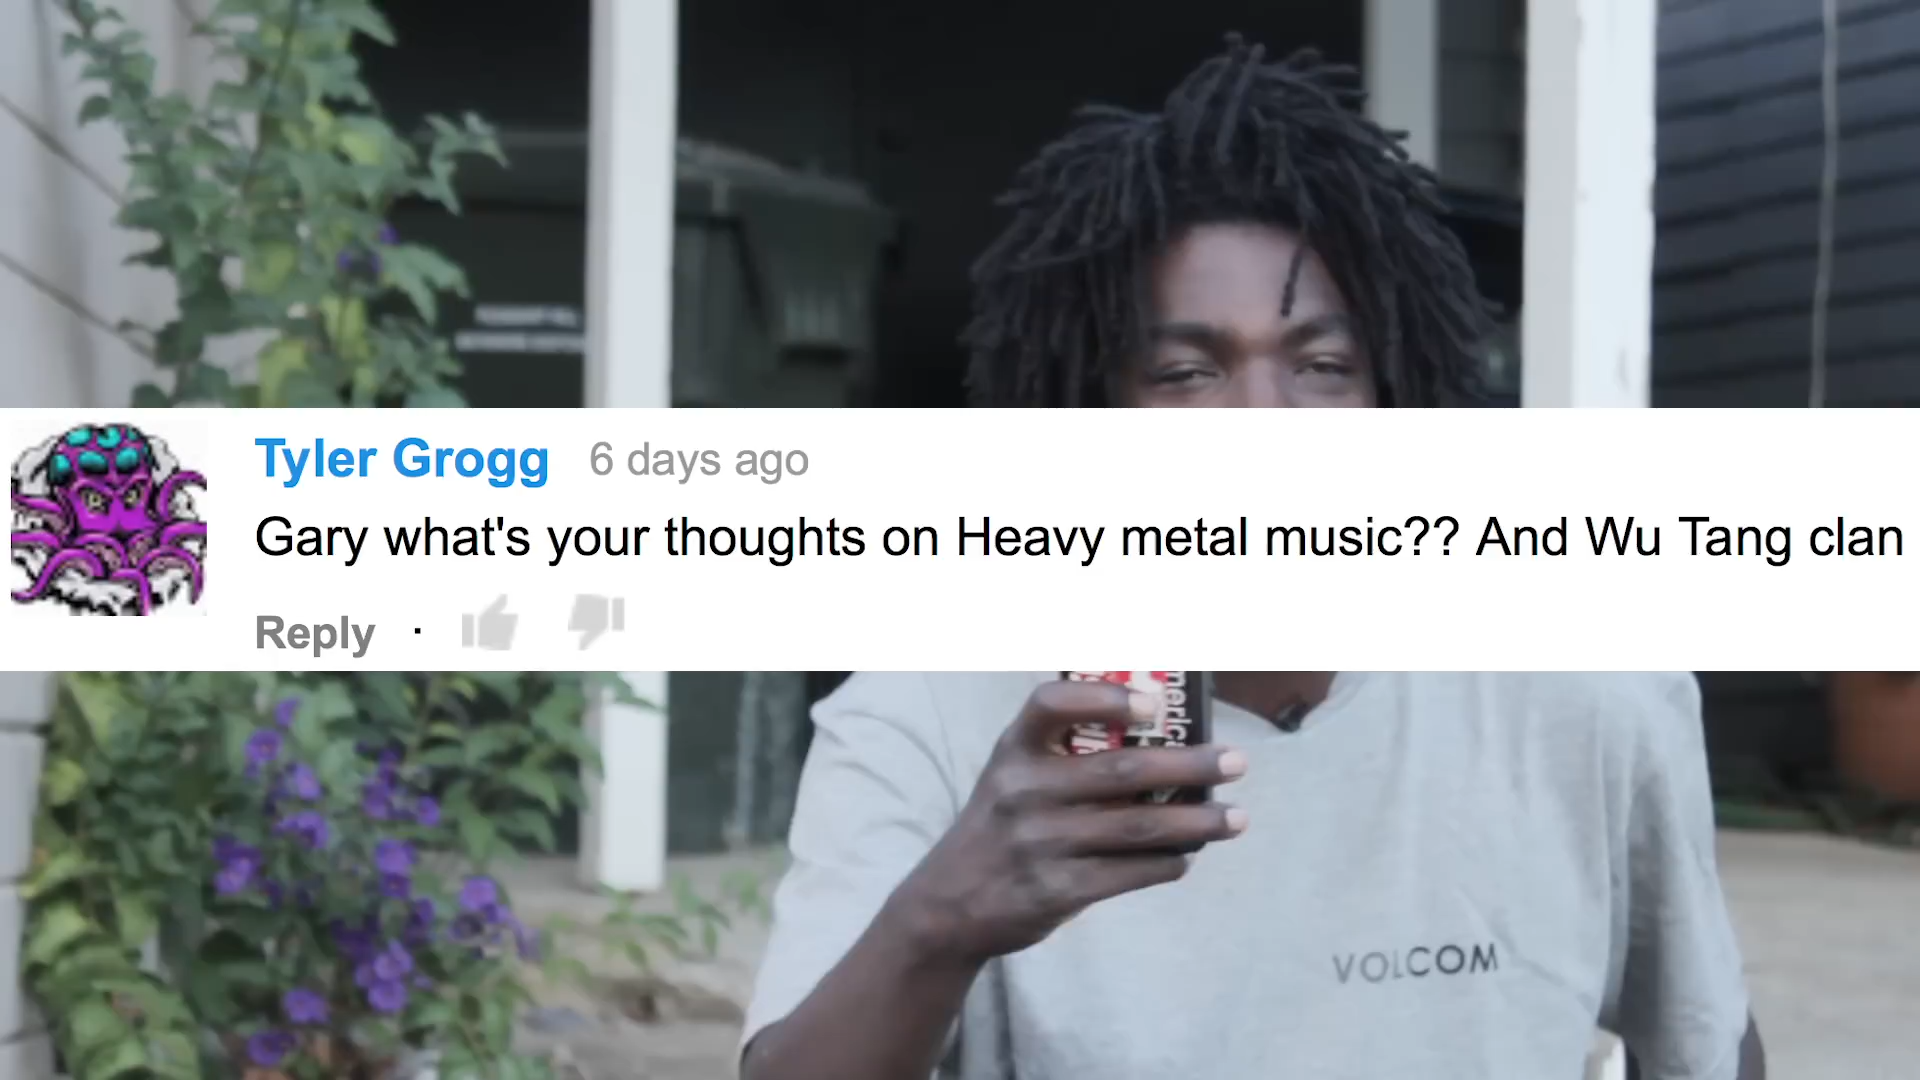 Tyler Grogg 6 days ago
Gary what's your thoughts on Heavy metal music?? And Wu Tang clan
Reply ·
VOLCOM